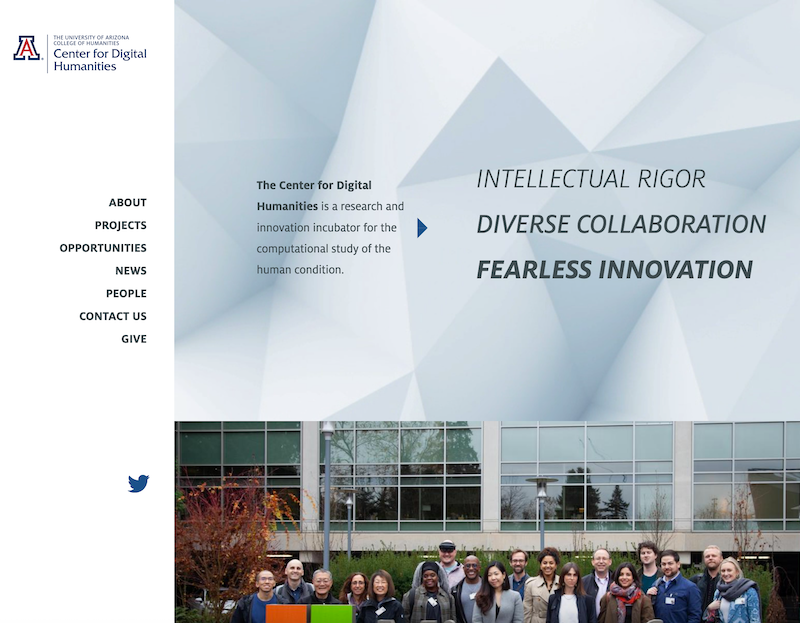 THE UNIVERSITY OF ARIZONA
COLLEGE OF HUMANITIES
Center for Digital
Humanities
ABOUT
PROJECTS
OPPORTUNITIES
NEWS
PEOPLE
CONTACT US
GIVE
The Center for Digital
Humanities is a research and
innovation incubator for the
computational study of the
human condition.
INTELLECTUAL RIGOR
DIVERSE COLLABORATION
FEARLESS INNOVATION